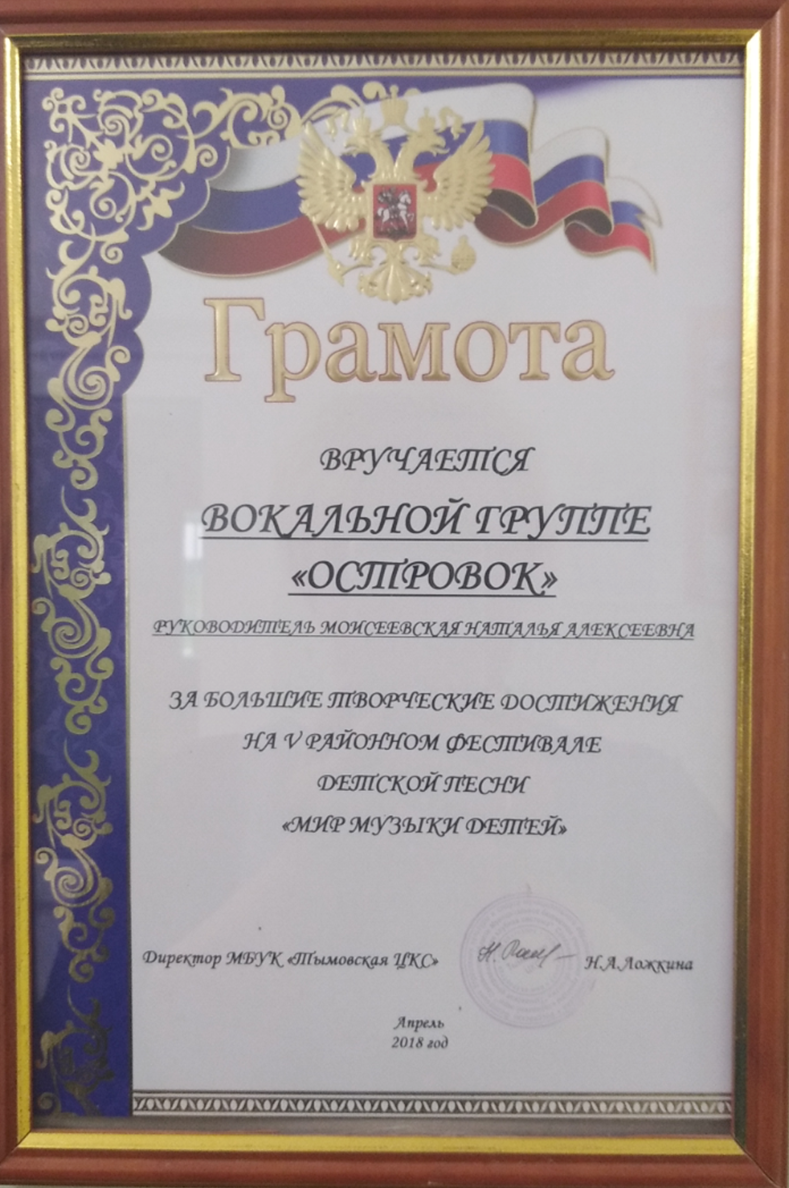 Грамота
ВРУЧАЕТСЯ
ВОКАЛЬНОЙ ГРУППЕ
«ОСТРОВОК»
РУКОВОДИТЕЛЬ МОИСЕЕВСКАЯ НАТАЛЬЯ АЛЕКСЕЕВНА
ЗА БОЛЬШИЕ ТВОРЧЕСКИЕ ДОСТИЖЕНИЯ
НА V РАЙОННОМ ФЕСТИВАЛЕ
ДЕТСКОЙ ПЕСНИ
«МИР МУЗЫКИ ДЕТЕЙ»
Директор МБУК «Тымовская ЦКС» Н.А.Ложкина
Апрель
2018 год